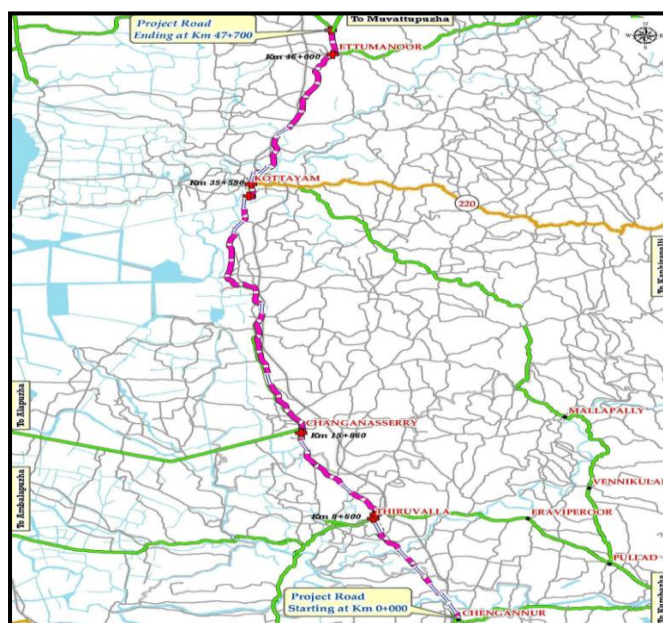 To Muvattupuzha
Project Road
Ending at Km 47+700
ETTUMANOOR
Km 46+000
Km 35+550
KOTTAYAM
220
To Alapuzha
MALLAPALLY
CHANGANASSERRY
Km 15+860
To Ambalapuzha
VENNIKULAM
Km 8+600
THIRUVALLA
ERAVIPEROOR
PULLAD
Project Road
Starting at Km 0+000
CHENGANNUR